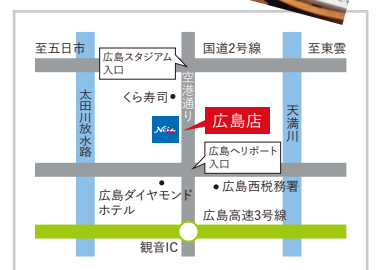 至五日市
国道2号線
至東雲
広島スタジアム
入口
太田川放水路
空港通り
くら寿司
Netz
広島店
天満川
広島ヘリポート
入口
広島ダイヤモンド
ホテル
広島西税務署
広島高速3号線
観音IC